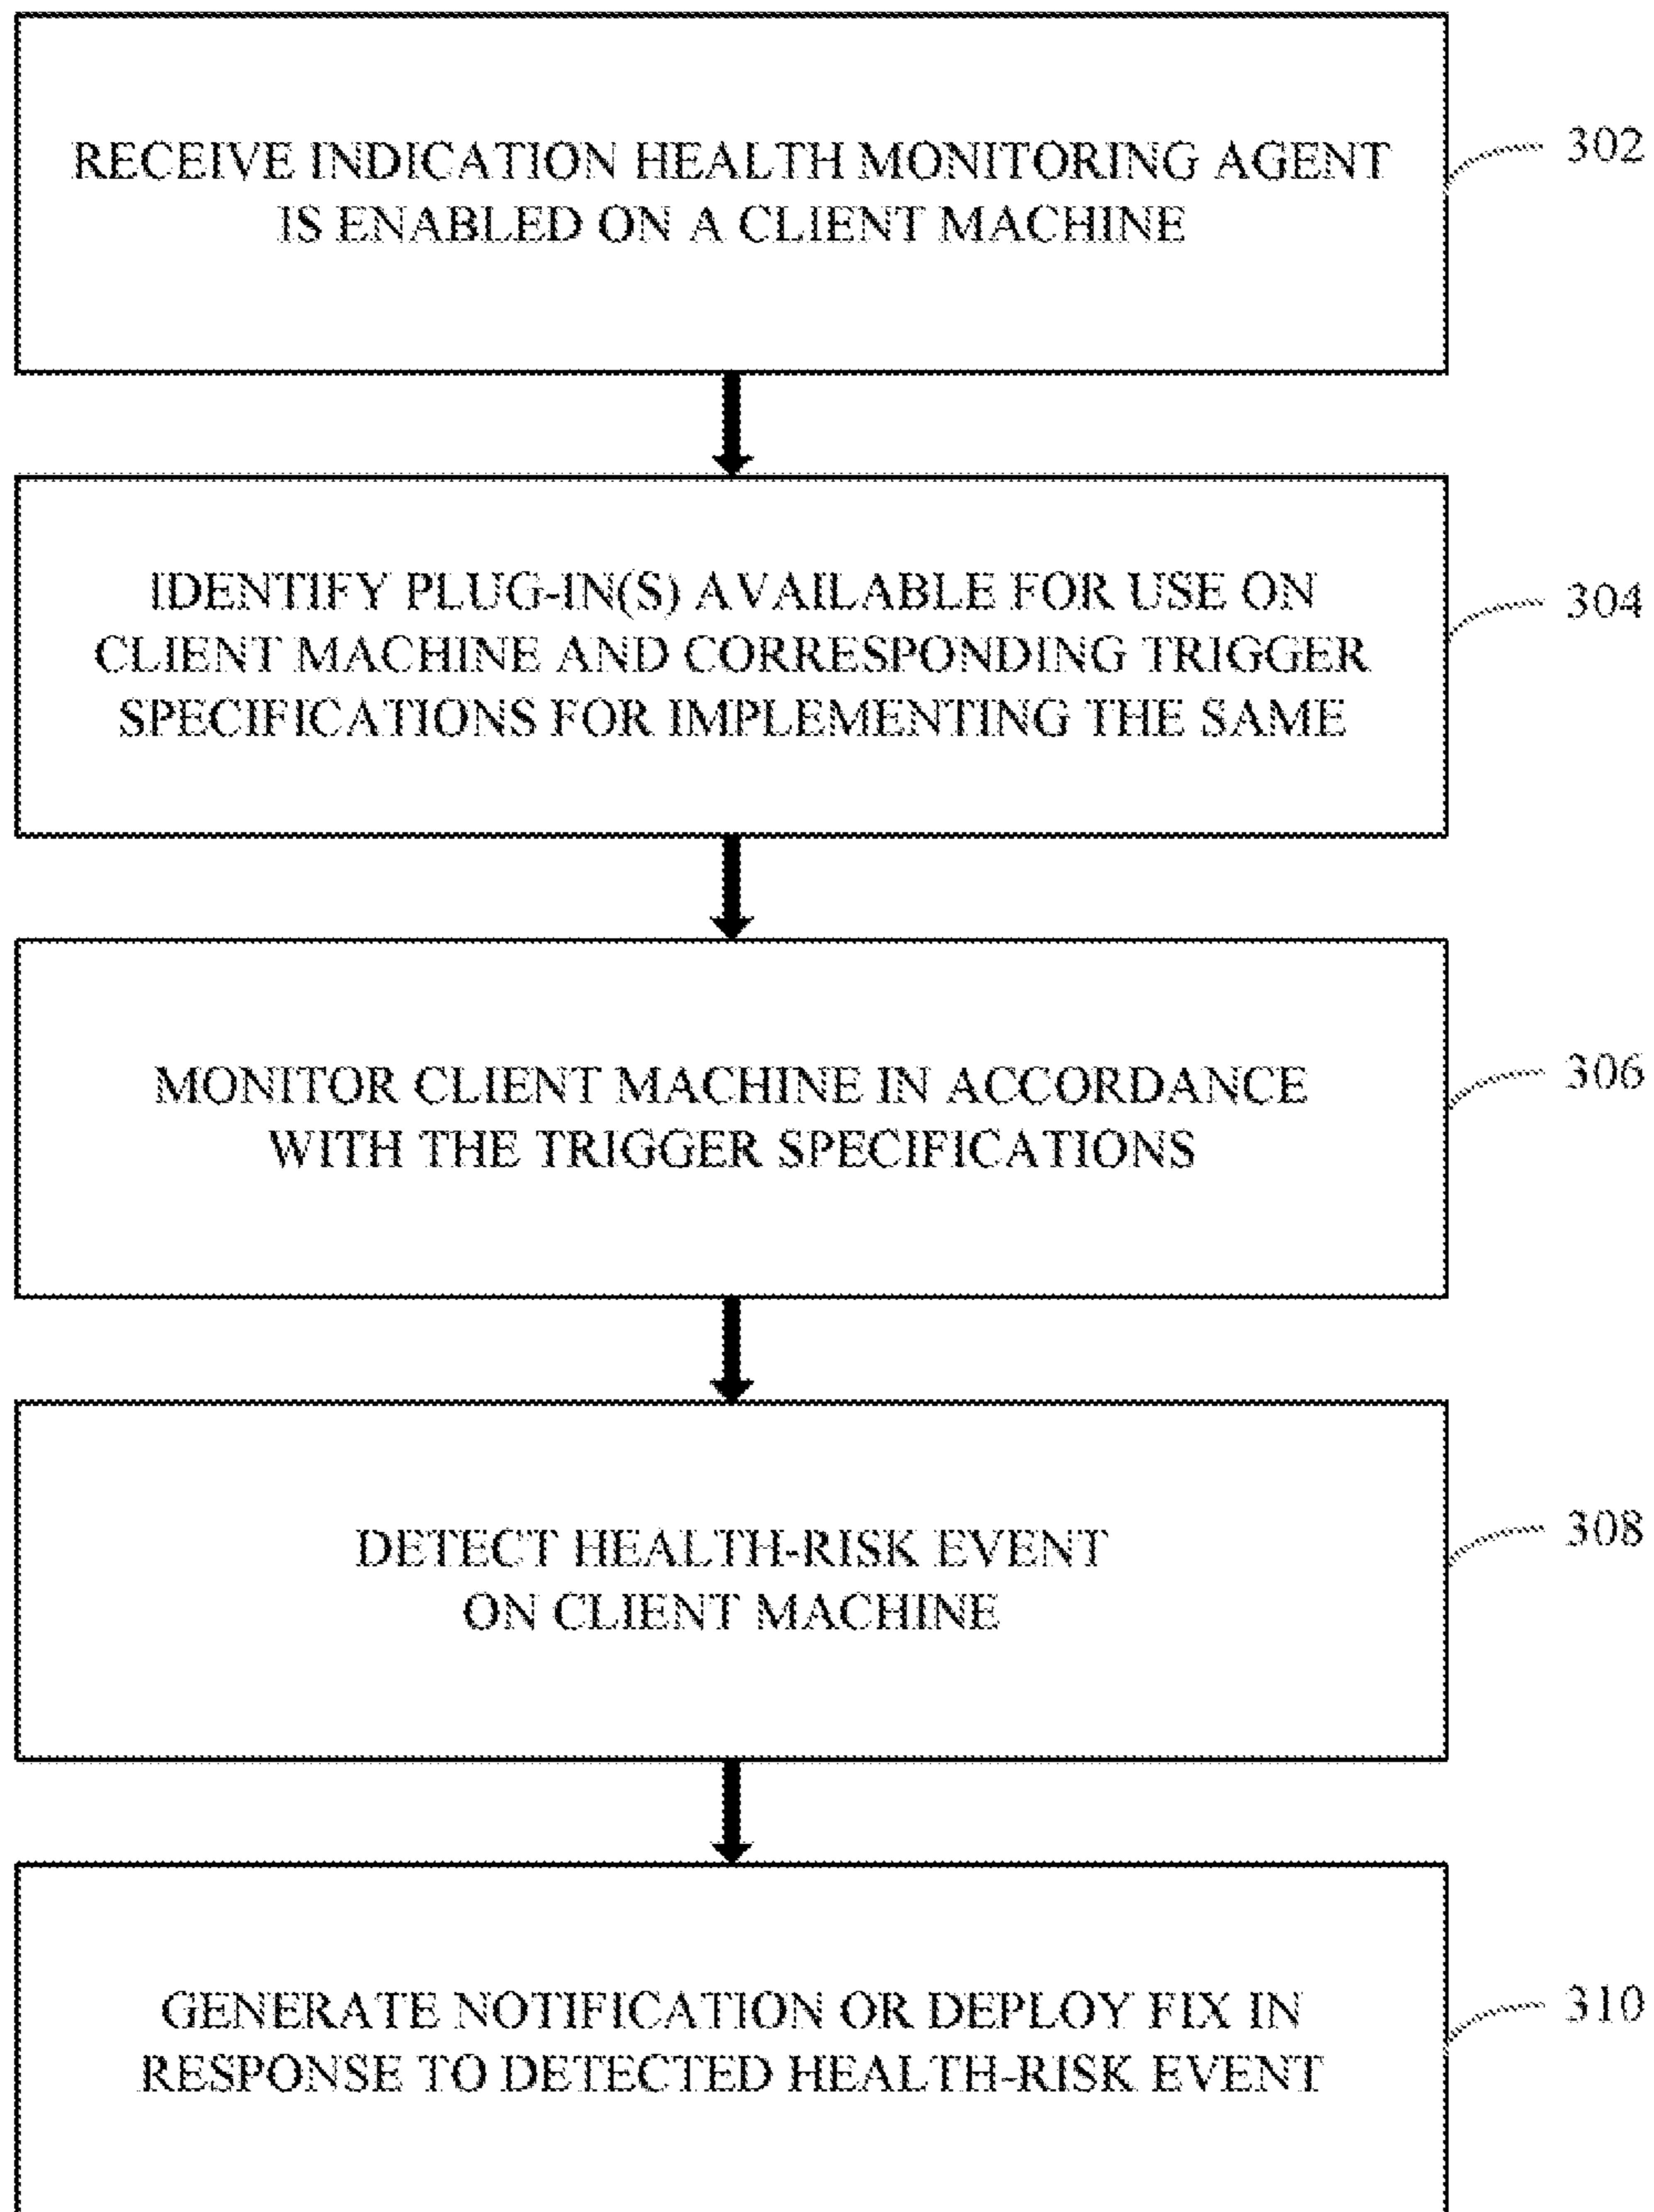 RECEIVE INDICATION HEALTH MONITORING AGENT
IS ENABLED ON A CLIENT MACHINE
302
IDENTIFY PLUG-IN(S) AVAILABLE FOR USE ON
CLIENT MACHINE AND CORRESPONDING TRIGGER
SPECIFICATIONS FOR IMPLEMENTING THE SAME
304
MONITOR CLIENT MACHINE IN ACCORDANCE
WITH THE TRIGGER SPECIFICATIONS
306
DETECT HEALTH-RISK EVENT
ON CLIENT MACHINE
308
GENERATE NOTIFICATION OR DEPLOY FIX IN
RESPONSE TO DETECTED HEALTH-RISK EVENT
310